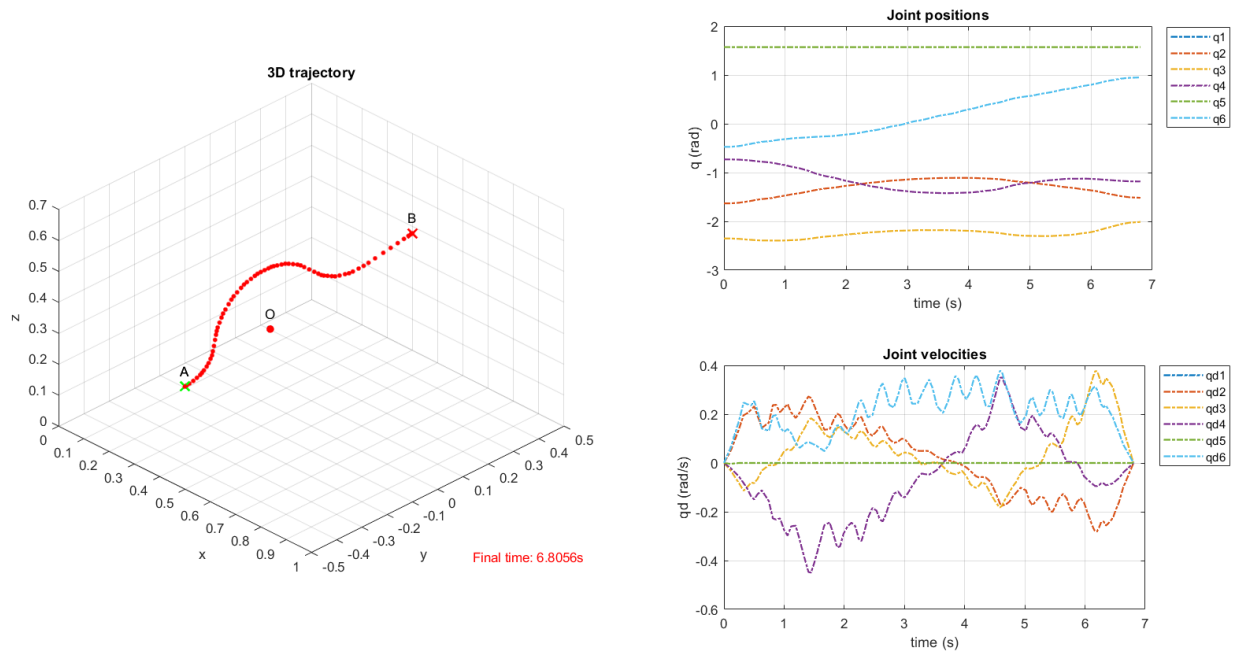 3D trajectory
0.7
0.6
0.5
0.4
0.3
0.2
0.1
0
z
0
0.1
0.2
0.3
0.4
0.5
0.6
0.7
0.8
0.9
1
x
-0.5
-0.4
-0.3
-0.2
-0.1
0
0.1
0.2
0.3
0.4
0.5
y
A
O
B
Final time: 6.8056s
Joint positions
2
1
0
-1
-2
-3
q (rad)
0 1 2 3 4 5 6 7
time (s)
q1
q2
q3
q4
q5
q6
Joint velocities
0.4
0.2
0
-0.2
-0.4
-0.6
qd (rad/s)
0 1 2 3 4 5 6 7
time (s)
qd1
qd2
qd3
qd4
qd5
qd6